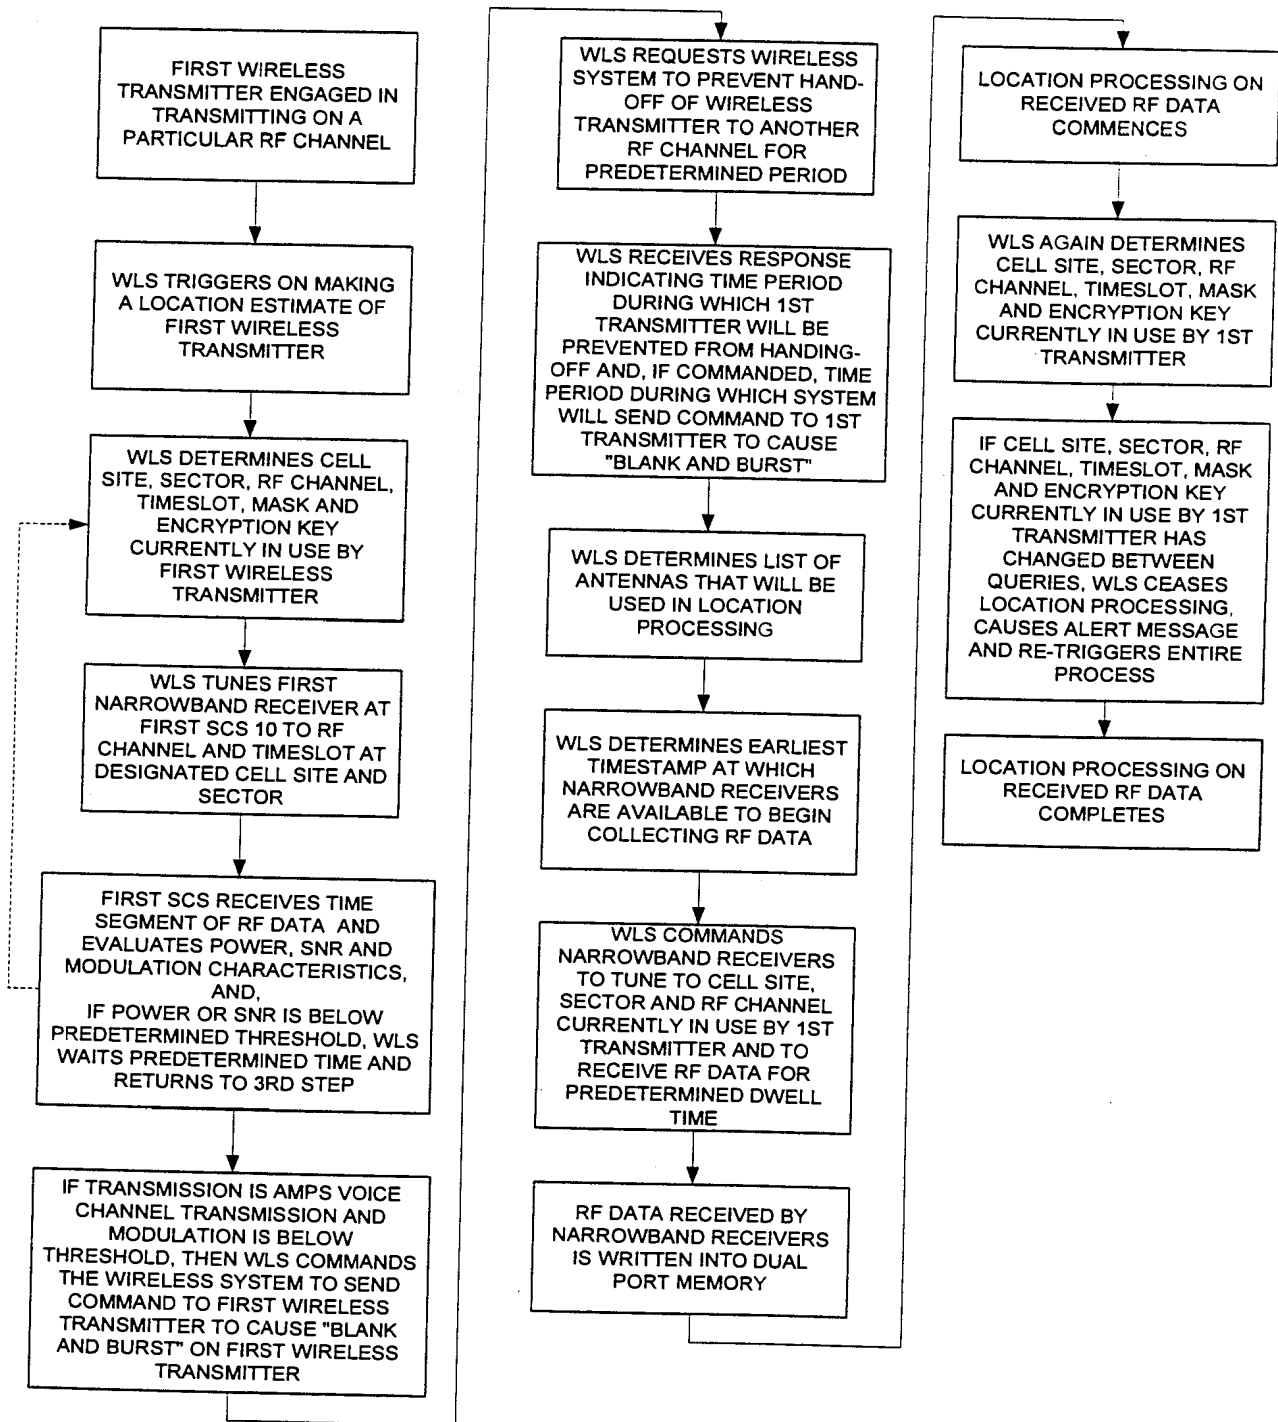 FIRST WIRELESS
TRANSMITTER ENGAGED IN
TRANSMITTING ON A
PARTICULAR RF CHANNEL
WLS TRIGGERS ON MAKING
A LOCATION ESTIMATE OF
FIRST WIRELESS
TRANSMITTER
WLS DETERMINES CELL
SITE, SECTOR, RF CHANNEL,
TIMESLOT, MASK AND
ENCRYPTION KEY
CURRENTLY IN USE BY
FIRST WIRELESS
TRANSMITTER
WLS TUNES FIRST
NARROWBAND RECEIVER AT
FIRST SCS 10 TO RF
CHANNEL AND TIMESLOT AT
DESIGNATED CELL SITE AND
SECTOR
FIRST SCS RECEIVES TIME
SEGMENT OF RF DATA AND
EVALUATES POWER, SNR AND
MODULATION CHARACTERISTICS,
AND,
IF POWER OR SNR IS BELOW
PREDETERMINED THRESHOLD, WLS
WAITS PREDETERMINED TIME AND
RETURNS TO 3RD STEP
IF TRANSMISSION IS AMPS VOICE
CHANNEL TRANSMISSION AND
MODULATION IS BELOW
THRESHOLD, THEN WLS COMMANDS
THE WIRELESS SYSTEM TO SEND
COMMAND TO FIRST WIRELESS
TRANSMITTER TO CAUSE "BLANK
AND BURST" ON FIRST WIRELESS
TRANSMITTER
WLS REQUESTS WIRELESS
SYSTEM TO PREVENT HAND-
OFF OF WIRELESS
TRANSMITTER TO ANOTHER
RF CHANNEL FOR
PREDETERMINED PERIOD
WLS RECEIVES RESPONSE
INDICATING TIME PERIOD
DURING WHICH 1ST
TRANSMITTER WILL BE
PREVENTED FROM HANDING-
OFF AND, IF COMMANDED, TIME
PERIOD DURING WHICH SYSTEM
WILL SEND COMMAND TO 1ST
TRANSMITTER TO CAUSE
"BLANK AND BURST"
WLS DETERMINES LIST OF
ANTENNAS THAT WILL BE
USED IN LOCATION
PROCESSING
WLS DETERMINES EARLIEST
TIMESTAMP AT WHICH
NARROWBAND RECEIVERS
ARE AVAILABLE TO BEGIN
COLLECTING RF DATA
WLS COMMANDS
NARROWBAND RECEIVERS
TO TUNE TO CELL SITE,
SECTOR AND RF CHANNEL
CURRENTLY IN USE BY 1ST
TRANSMITTER AND TO
RECEIVE RF DATA FOR
PREDETERMINED DWELL
TIME
RF DATA RECEIVED BY
NARROWBAND RECEIVERS
IS WRITTEN INTO DUAL
PORT MEMORY
LOCATION PROCESSING ON
RECEIVED RF DATA
COMMENCES
WLS AGAIN DETERMINES
CELL SITE, SECTOR, RF
CHANNEL, TIMESLOT, MASK
AND ENCRYPTION KEY
CURRENTLY IN USE BY 1ST
TRANSMITTER
IF CELL SITE, SECTOR, RF
CHANNEL, TIMESLOT, MASK
AND ENCRYPTION KEY
CURRENTLY IN USE BY 1ST
TRANSMITTER HAS
CHANGED BETWEEN
QUERIES, WLS CEASES
LOCATION PROCESSING,
CAUSES ALERT MESSAGE
AND RE-TRIGGERS ENTIRE
PROCESS
LOCATION PROCESSING ON
RECEIVED RF DATA
COMPLETES